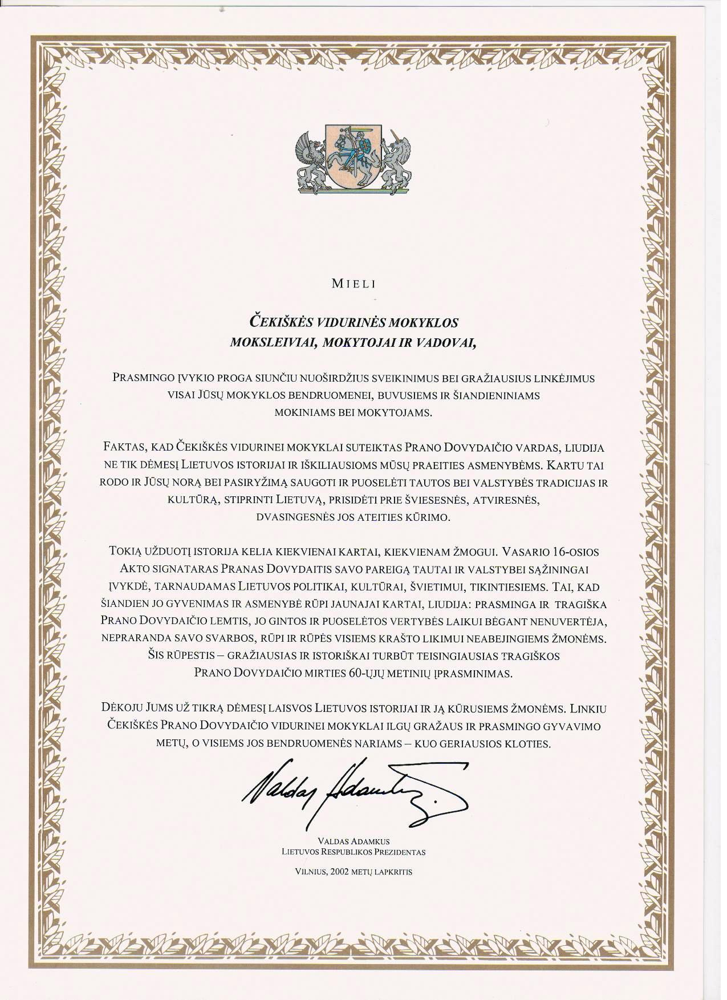 MIELI
ČEKIŠKĖS VIDURINĖS MOKYKLOS
MOKSLEIVIAI, MOKYTOJAI IR VADOVAI,
PRASMINGO ĮVYKIO PROGA SIUNČIU NUOŠIRDŽIUS SVEIKINIMUS BEI GRAŽIAUSIUS LINKĖJIMUS
VISAI JŪSŲ MOKYKLOS BENDRUOMENEI, BUVUSIEMS IR ŠIANDIENINIAMS
MOKINIAMS BEI MOKYTOJAMS.
FAKTAS, KAD ČEKIŠKĖS VIDURINEI MOKYKLAI SUTEIKTAS PRANO DOVYDAIČIO VARDAS, LIUDIJA
NE TIK DĖMESĮ LIETUVOS ISTORIJAI IR IŠKILIAUSIOMS MŪSŲ PRAEITIES ASMENYBĖMS. KARTU TAI
RODO IR JŪSŲ NORĄ BEI PASIRYŽIMĄ SAUGOTI IR PUOSELĖTI TAUTOS BEI VALSTYBĖS TRADICIJAS IR
KULTŪRĄ, STIPRINTI LIETUVĄ, PRISIDĖTI PRIE ŠVIESESNĖS, ATVIRESNĖS,
DVASINGESNĖS JOS ATEITIES KŪRIMO.
TOKIĄ UŽDUOTĮ ISTORIJA KELIA KIEKVIENAI KARTAI, KIEKVIENAM ŽMOGUI. VASARIO 16-OSIOS
AKTO SIGNATARAS PRANAS DOVYDAITIS SAVO PAREIGĄ TAUTAI IR VALSTYBEI SĄŽININGAI
ĮVYKDĖ, TARNAUDAMAS LIETUVOS POLITIKAI, KULTŪRAI, ŠVIETIMUI, TIKINTIESIEMS. TAI, KAD
ŠIANDIEN JO GYVENIMAS IR ASMENYBĖ RŪPI JAUNAJAI KARTAI, LIUDIJA: PRASMINGA IR TRAGIŠKA
PRANO DOVYDAIČIO LEMTIS, JO GINTOS IR PUOSELĖTOS VERTYBĖS LAIKUI BĖGANT NENUVERTĖJA,
NEPRARANDA SAVO SVARBOS, RŪPI IR RŪPĖS VISIEMS KRAŠTO LIKIMUI NEABEJINGIEMS ŽMONĖMS.
ŠIS RŪPESTIS – GRAŽIAUSIAS IR ISTORIŠKAI TURBŪT TEISINGIAUSIAS TRAGIŠKOS
PRANO DOVYDAIČIO MIRTIES 60-ŲJŲ METINIŲ ĮPRASMINIMAS.
DĖKOJU JUMS UŽ TIKRĄ DĖMESĮ LAISVOS LIETUVOS ISTORIJAI IR JĄ KŪRUSIEMS ŽMONĖMS. LINKIU
ČEKIŠKĖS PRANO DOVYDAIČIO VIDURINEI MOKYKLAI ILGŲ GRAŽAUS IR PRASMINGO GYVAVIMO
METŲ, O VISIEMS JOS BENDRUOMENĖS NARIAMS – KUO GERIAUSIOS KLOTIES.
Valdas Adamkus
VALDAS ADAMKUS
LIETUVOS RESPUBLIKOS PREZIDENTAS
VILNIUS, 2002 METŲ LAPKRITIS